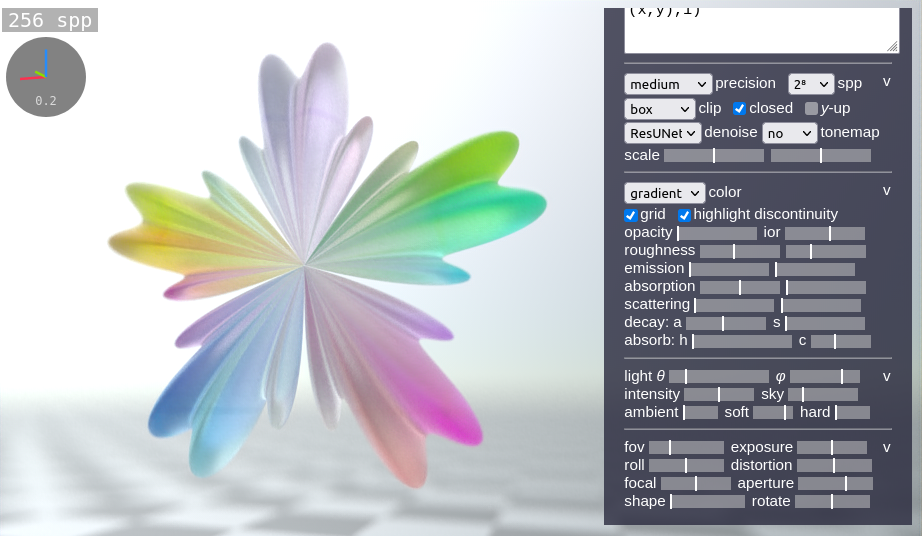 256 spp
0.2
(x,y),1)
medium precision 2⁸ spp v
box clip closed y-up
ResUNet denoise no tonemap
scale
gradient color v
grid highlight discontinuity
opacity ior
roughness
emission
absorption
scattering
decay: a s
absorb: h c
light θ φ v
intensity sky
ambient soft hard
fov exposure v
roll distortion
focal aperture
shape rotate